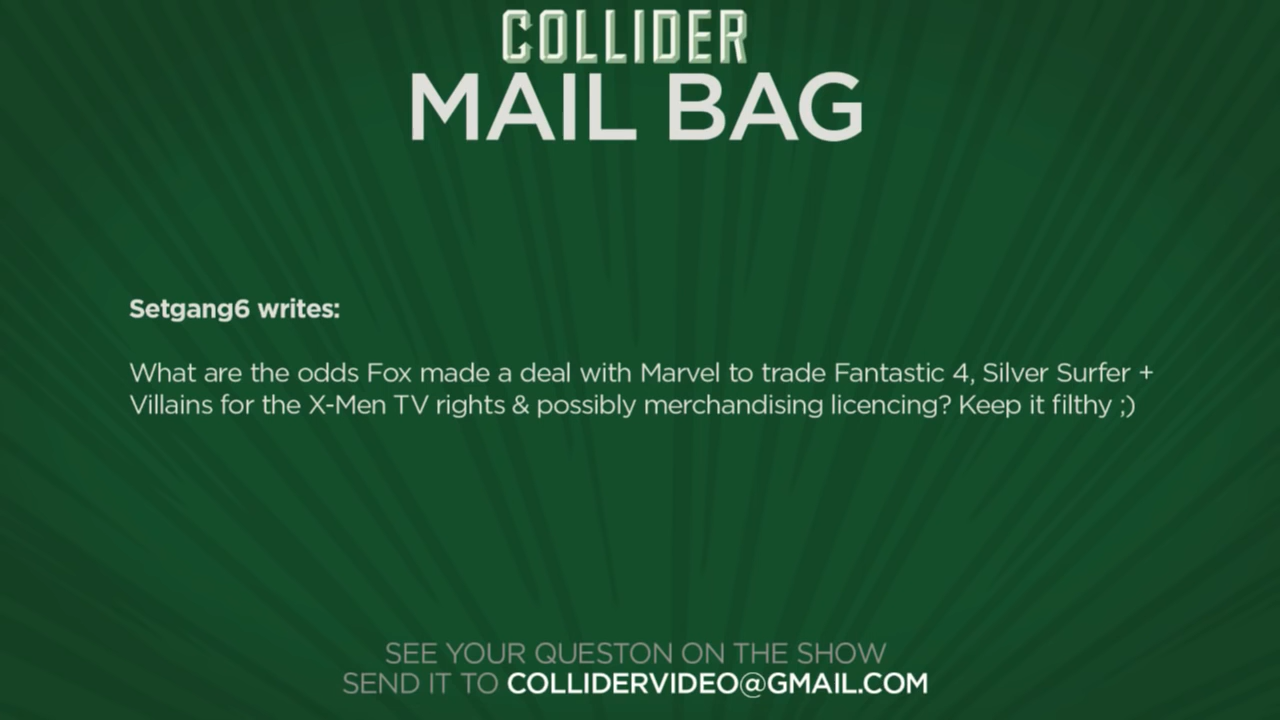 COLLIDER
MAIL BAG
Setgang6 writes:
What are the odds Fox made a deal with Marvel to trade Fantastic 4, Silver Surfer +
Villains for the X-Men TV rights & possibly merchandising licencing? Keep it filthy ;)
SEE YOUR QUESTON ON THE SHOW
SEND IT TO COLLIDERVIDEO@GMAIL.COM